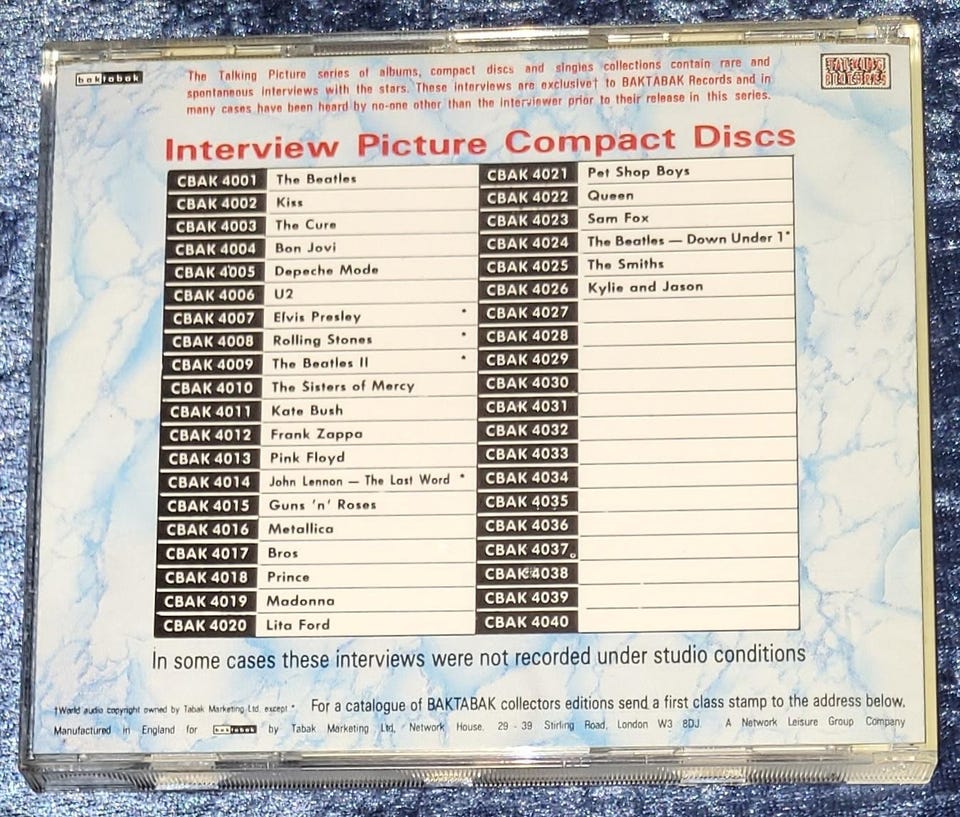 baktabak
The Talking Picture series of albums, compact discs and singles collections contain rare and
TALKING
PICTURES
spontaneous interviews with the stars. These interviews are exclusive† to BAKTABAK Records and in
many cases have been heard by no-one other than the interviewer prior to their release in this series.
Interview Picture Compact Discs
CBAK 4001 The Beatles
CBAK 4002 Kiss
CBAK 4003 The Cure
CBAK 4004 Bon Jovi
CBAK 4005 Depeche Mode
CBAK 4006 U2
CBAK 4007 Elvis Presley *
CBAK 4008 Rolling Stones *
CBAK 4009 The Beatles II *
CBAK 4010 The Sisters of Mercy
CBAK 4011 Kate Bush
CBAK 4012 Frank Zappa
CBAK 4013 Pink Floyd
CBAK 4014 John Lennon — The Last Word *
CBAK 4015 Guns 'n' Roses
CBAK 4016 Metallica
CBAK 4017 Bros
CBAK 4018 Prince
CBAK 4019 Madonna
CBAK 4020 Lita Ford
CBAK 4021 Pet Shop Boys
CBAK 4022 Queen
CBAK 4023 Sam Fox
CBAK 4024 The Beatles — Down Under 1*
CBAK 4025 The Smiths
CBAK 4026 Kylie and Jason
CBAK 4027
CBAK 4028
CBAK 4029
CBAK 4030
CBAK 4031
CBAK 4032
CBAK 4033
CBAK 4034
CBAK 4035
CBAK 4036
CBAK 4037
CBAK 4038
CBAK 4039
CBAK 4040
In some cases these interviews were not recorded under studio conditions
†World audio copyright owned by Tabak Marketing Ltd. except * For a catalogue of BAKTABAK collectors editions send a first class stamp to the address below.
Manufactured in England for baktabak by Tabak Marketing Ltd, Network House, 29 - 39 Stirling Road, London W3 8DJ. A Network Leisure Group Company